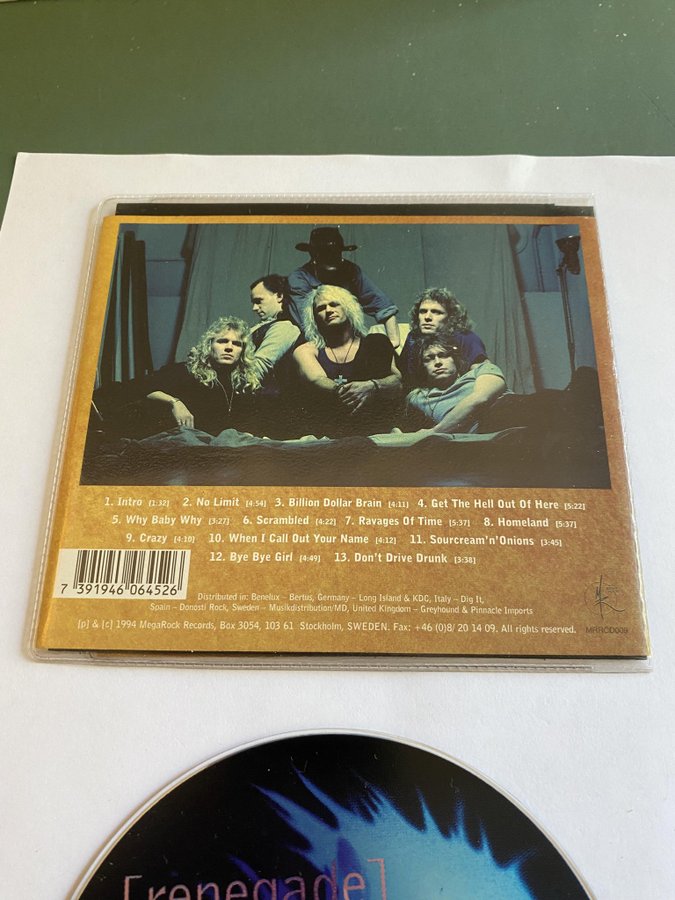 1. Intro [1:32] 2. No Limit [4:54] 3. Billion Dollar Brain [4:11] 4. Get The Hell Out Of Here [5:22]
5. Why Baby Why [3:27] 6. Scrambled [4:22] 7. Ravages Of Time [5:37] 8. Homeland [5:37]
9. Crazy [4:10] 10. When I Call Out Your Name [4:12] 11. Sourcream'n'Onions [3:45]
12. Bye Bye Girl [4:49] 13. Don't Drive Drunk [3:38]
7 391946 064526
Distributed in: Benelux – Bertus, Germany – Long Island & KDC, Italy – Dig It,
Spain – Donosti Rock, Sweden – Musikdistribution/MD, United Kingdom – Greyhound & Pinnacle Imports
[p] & [c] 1994 MegaRock Records, Box 3054, 103 61 Stockholm, SWEDEN. Fax: +46 (0)8/ 20 14 09. All rights reserved.
MRRCD009
[renegade]